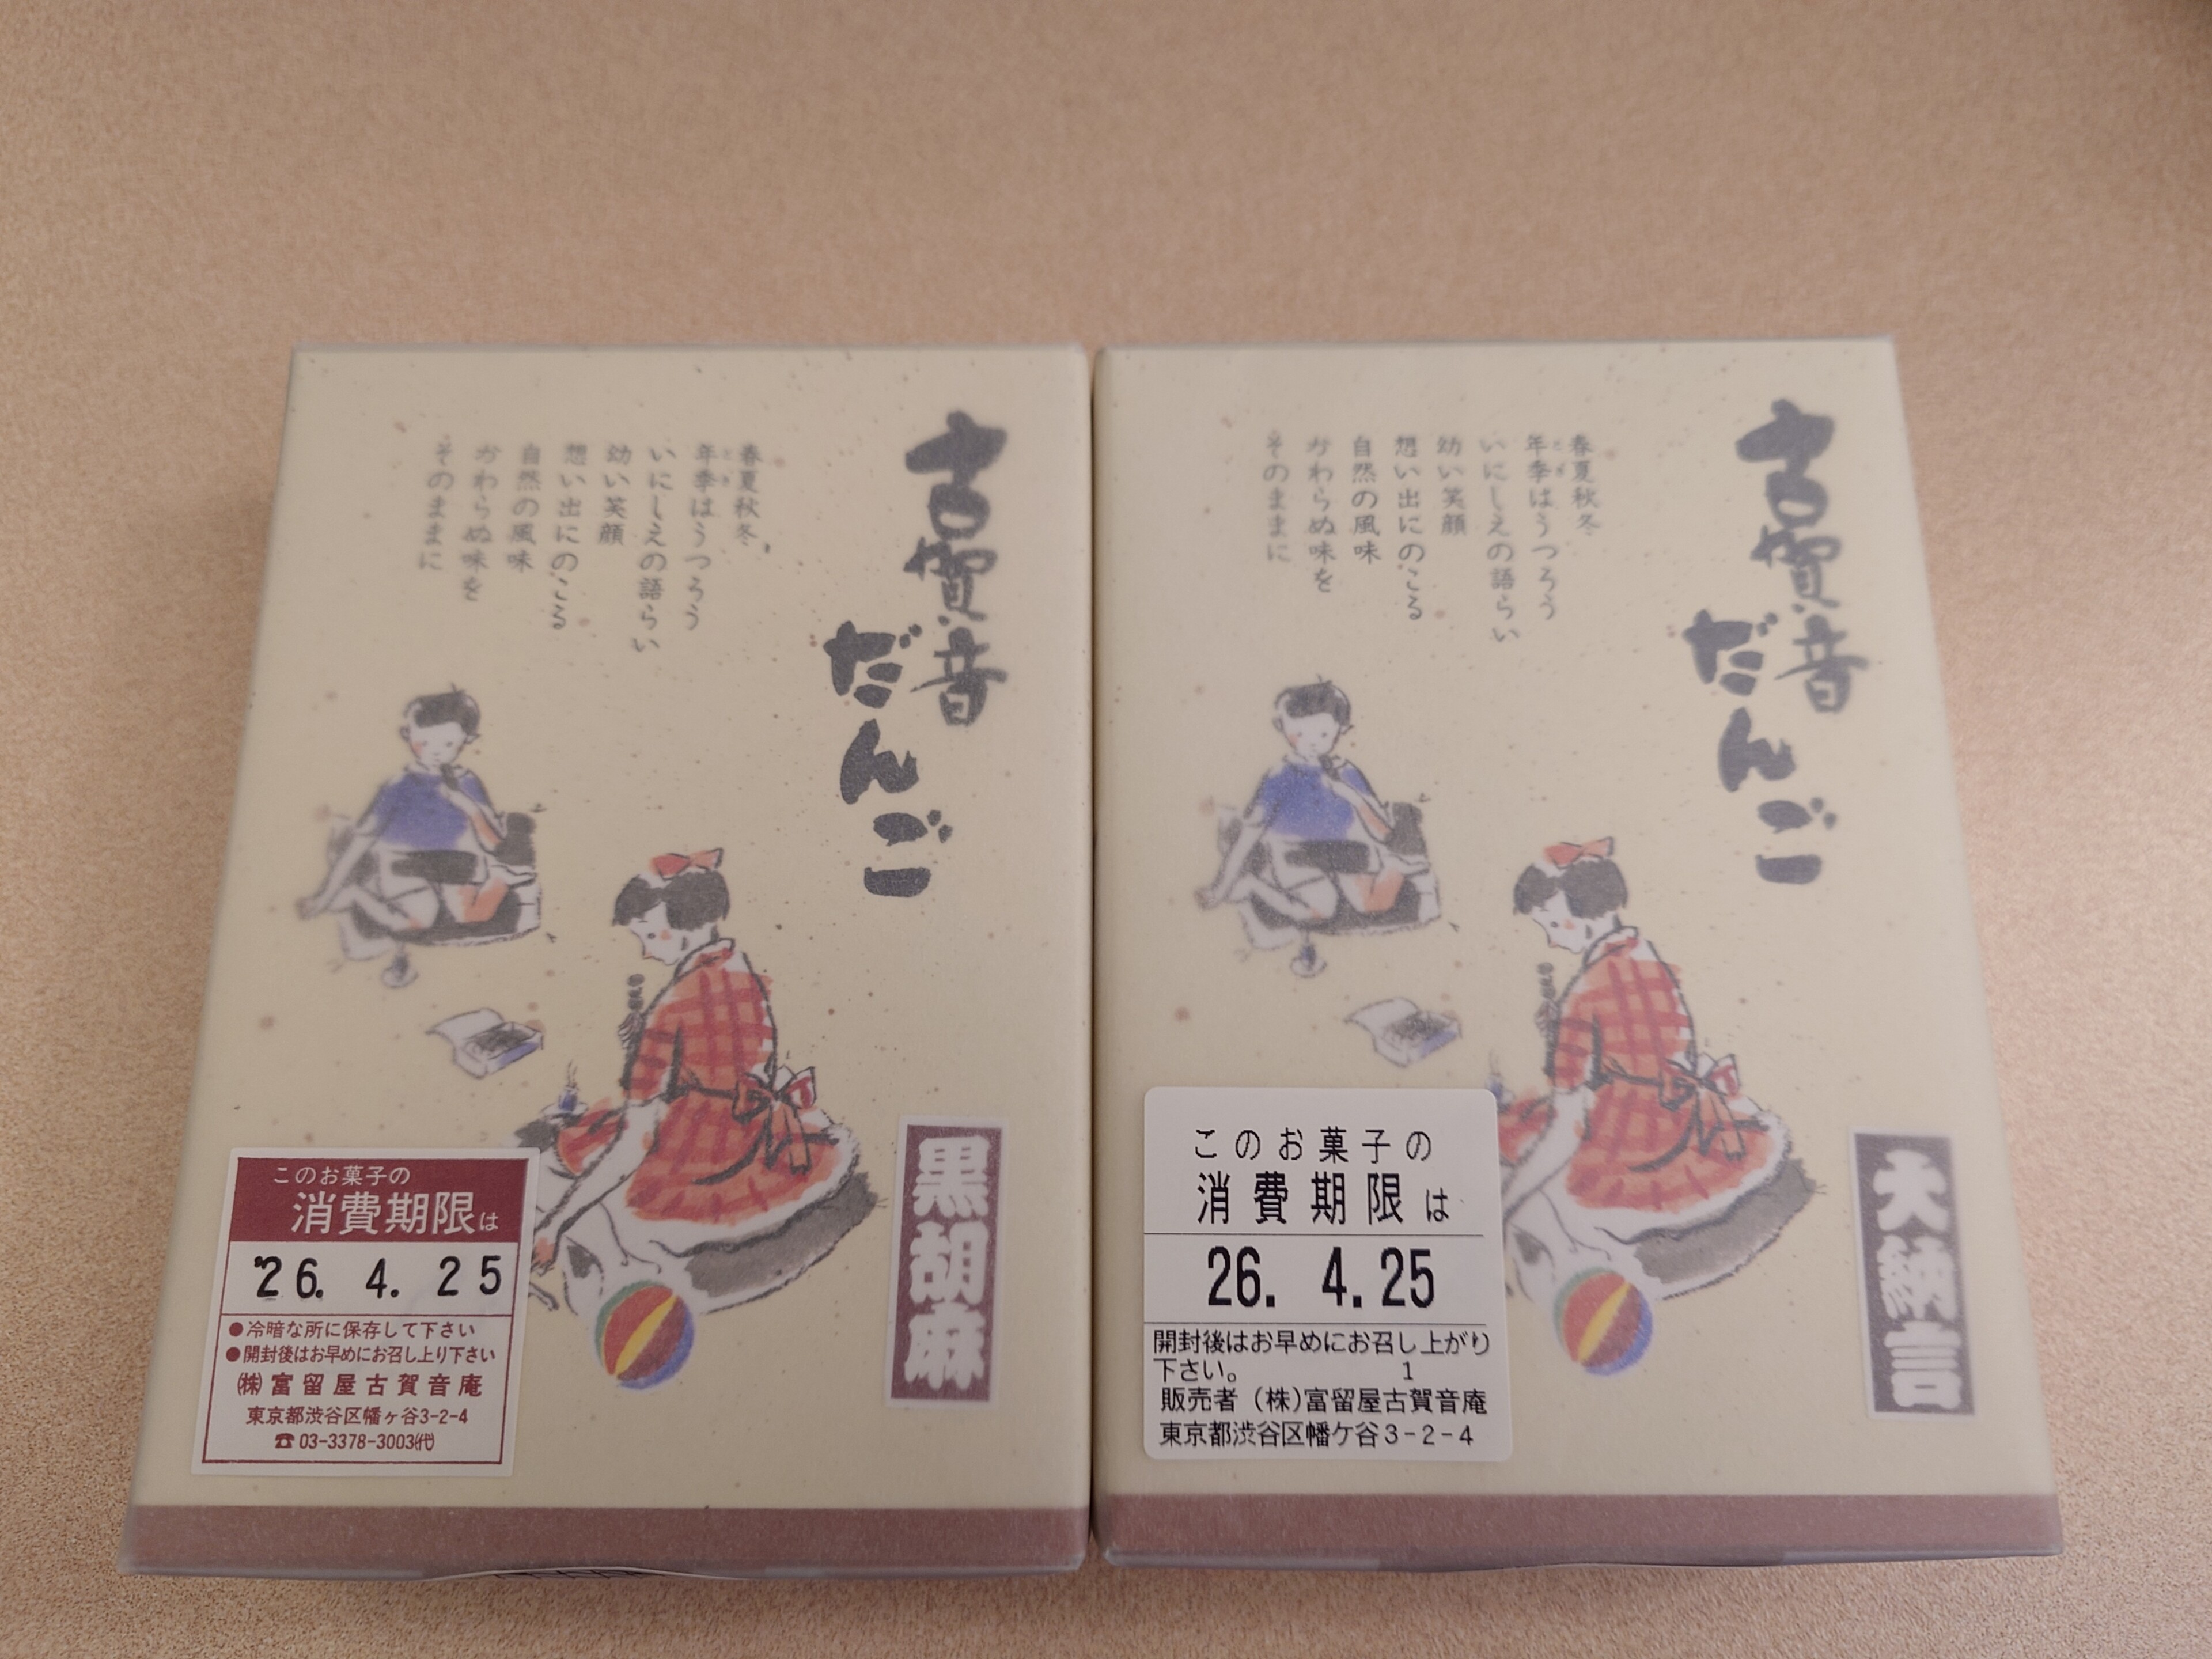 古賀音
だんご
春夏秋冬
年季はうつろう
とき
いにしえの語らい
幼い笑顔
想い出にのこる
自然の風味
かわらぬ味を
そのままに
黒胡麻
このお菓子の
消費期限は
'26. 4. 25
●冷暗な所に保存して下さい
●開封後はお早めにお召し上り下さい
㈱富留屋古賀音庵
東京都渋谷区幡ヶ谷3-2-4
☎03-3378-3003㈹
古賀音
だんご
春夏秋冬
年季はうつろう
とき
いにしえの語らい
幼い笑顔
想い出にのこる
自然の風味
かわらぬ味を
そのままに
大納言
このお菓子の
消費期限は
26. 4.25
開封後はお早めにお召し上がり
下さい。 1
販売者（株）富留屋古賀音庵
東京都渋谷区幡ケ谷3-2-4